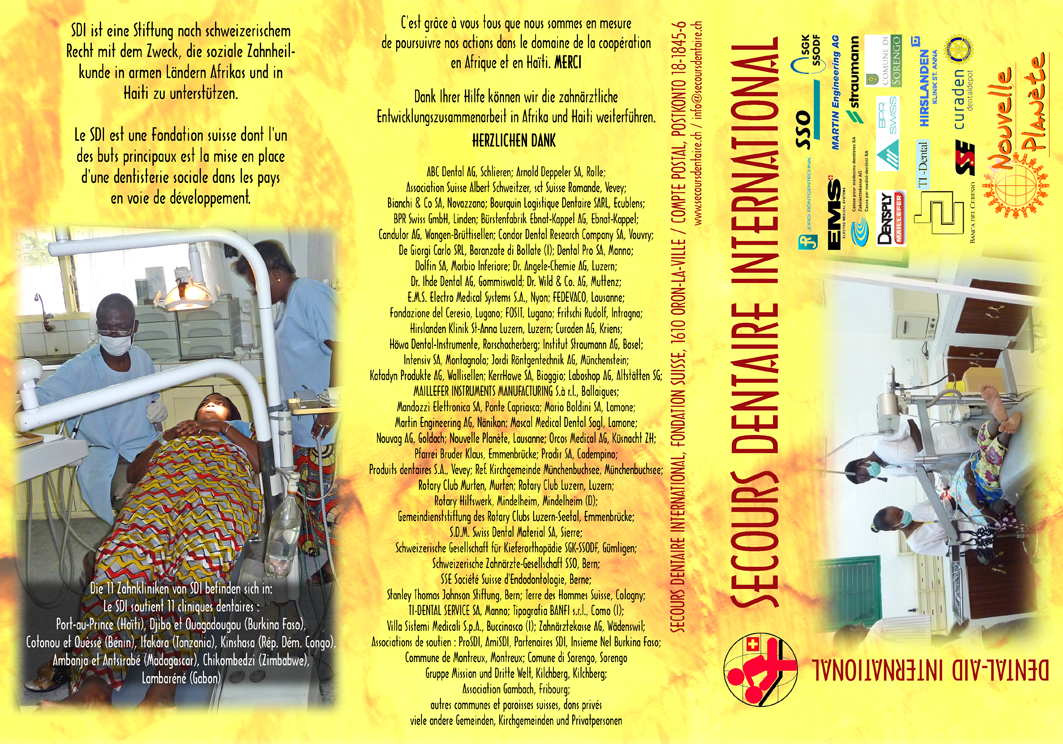 SDI ist eine Stiftung nach schweizerischem
Recht mit dem Zweck, die soziale Zahnheil-
kunde in armen Ländern Afrikas und in
Haiti zu unterstützen.
Le SDI est une Fondation suisse dont l'un
des buts principaux est la mise en place
d'une dentisterie sociale dans les pays
en voie de développement.
Die 11 Zahnkliniken von SDI befinden sich in:
Le SDI soutient 11 cliniques dentaires :
Port-au-Prince (Haïti), Djibo et Ouagadougou (Burkina Faso),
Cotonou et Ouèssè (Bénin), Ifakara (Tanzania), Kinshasa (Rép. Dém. Congo),
Ambanja et Antsirabé (Madagascar), Chikombedzi (Zimbabwe),
Lambaréné (Gabon)
C'est grâce à vous tous que nous sommes en mesure
de poursuivre nos actions dans le domaine de la coopération
en Afrique et en Haïti. MERCI
Dank Ihrer Hilfe können wir die zahnärztliche
Entwicklungszusammenarbeit in Afrika und Haiti weiterführen.
HERZLICHEN DANK
ABC Dental AG, Schlieren; Arnold Deppeler SA, Rolle;
Association Suisse Albert Schweitzer, sct Suisse Romande, Vevey;
Bianchi & Co SA, Novazzano; Bourquin Logistique Dentaire SARL, Ecublens;
BPR Swiss GmbH, Linden; Bürstenfabrik Ebnat-Kappel AG, Ebnat-Kappel;
Candulor AG, Wangen-Brüttisellen; Condor Dental Research Company SA, Vouvry;
De Giorgi Carlo SRL, Baranzate di Bollate (I); Dental Pro SA, Manno;
Dolfin SA, Morbio Inferiore; Dr. Angele-Chemie AG, Luzern;
Dr. Ihde Dental AG, Gommiswald; Dr. Wild & Co. AG, Muttenz;
E.M.S. Electro Medical Systems S.A., Nyon; FEDEVACO, Lausanne;
Fondazione del Ceresio, Lugano; FOSIT, Lugano; Fritschi Rudolf, Intragna;
Hirslanden Klinik St-Anna Luzern, Luzern; Curaden AG, Kriens;
Höwa Dental-Instrumente, Rorschacherberg; Institut Straumann AG, Basel;
Intensiv SA, Montagnola; Jordi Röntgentechnik AG, Münchenstein;
Katadyn Produkte AG, Wallisellen; KerrHawe SA, Bioggio; Laboshop AG, Altstätten SG;
MAILLEFER INSTRUMENTS MANUFACTURING S.à r.l., Ballaigues;
Mandozzi Elettronica SA, Ponte Capriasca; Mario Boldini SA, Lamone;
Martin Engineering AG, Nänikon; Mascal Medical Dental Sagl, Lamone;
Nouvag AG, Goldach; Nouvelle Planète, Lausanne; Orcos Medical AG, Küsnacht ZH;
Pfarrei Bruder Klaus, Emmenbrücke; Prodir SA, Cadempino;
Produits dentaires S.A., Vevey; Ref. Kirchgemeinde Münchenbuchsee, Münchenbuchsee;
Rotary Club Murten, Murten; Rotary Club Luzern, Luzern;
Rotary Hilfswerk, Mindelheim, Mindelheim (D);
Gemeindienststiftung des Rotary Clubs Luzern-Seetal, Emmenbrücke;
S.D.M. Swiss Dental Material SA, Sierre;
Schweizerische Gesellschaft für Kieferorthopädie SGK-SSODF, Gümligen;
Schweizerische Zahnärzte-Gesellschaft SSO, Bern;
SSE Société Suisse d'Endodontologie, Berne;
Stanley Thomas Johnson Stiftung, Bern; Terre des Hommes Suisse, Cologny;
TI-DENTAL SERVICE SA, Manno; Tipografia BANFI s.r.l., Como (I);
Villa Sistemi Medicali S.p.A., Buccinasco (I); Zahnärztekasse AG, Wädenswil;
Associations de soutien : ProSDI, AmiSDI, Partenaires SDI, Insieme Nel Burkina Faso;
Commune de Montreux, Montreux; Comune di Sorengo, Sorengo
Gruppe Mission und Dritte Welt, Kilchberg, Kilchberg;
Association Gambach, Fribourg;
autres communes et paroisses suisses, dons privés
viele andere Gemeinden, Kirchgemeinden und Privatpersonen
SECOURS DENTAIRE INTERNATIONAL, FONDATION SUISSE, 1610 ORON-LA-VILLE / COMPTE POSTAL, POSTKONTO 18-1845-6
www.secoursdentaire.ch / info@secoursdentaire.ch
SECOURS DENTAIRE INTERNATIONAL
DENTAL-AID INTERNATIONAL
JORDI RÖNTGENTECHNIK
SSO
SGK
SSODF
EMS
ELECTRO MEDICAL SYSTEMS
MARTIN Engineering AG
Zahnärztekasse AG
straumann
DENTSPLY
MAILLEFER
BPR
SWISS
COMUNE DI
SORENGO
TI-Dental
HIRSLANDEN
KLINIK ST. ANNA
BANCA DEL CERESIO
SSE
curaden
dentaldepot
Nouvelle
Planète